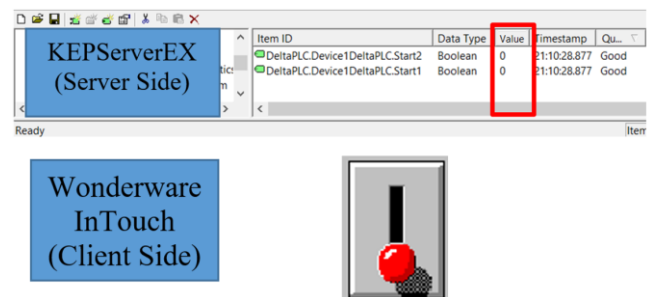 Item ID Data Type Value Timestamp Qu...
DeltaPLC.Device1DeltaPLC.Start2 Boolean 0 21:10:28.877 Good
DeltaPLC.Device1DeltaPLC.Start1 Boolean 0 21:10:28.877 Good
KEPServerEX
(Server Side)
Ready
Item
Wonderware
InTouch
(Client Side)